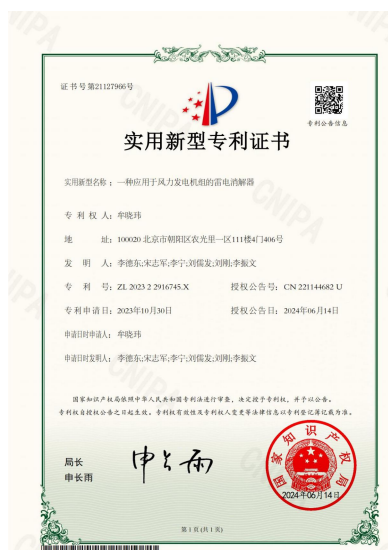 证书号第21127966号
专利公告信息
实用新型专利证书
实用新型名称：一种应用于风力发电机组的雷电消解器
专利权人：牟晓玮
地址：100020 北京市朝阳区农光里一区111楼4门406号
发明人：李德东;宋志军;李宁;刘儒发;刘刚;李振文
专利号：ZL 2023 2 2916745.X 授权公告号：CN 221144682 U
专利申请日：2023年10月30日 授权公告日：2024年06月14日
申请日时申请人：牟晓玮
申请日时发明人：李德东;宋志军;李宁;刘儒发;刘刚;李振文
国家知识产权局依照中华人民共和国专利法进行审查，决定授予专利权，并予以公告。
专利权自授权公告之日起生效。专利权有效性及专利权人变更等法律信息以专利登记簿记载为准。
局长
申长雨
申长雨
国家知识产权局
2024年06月14日
第1页(共1页)
CNIPA
CNIPA
CNIPA